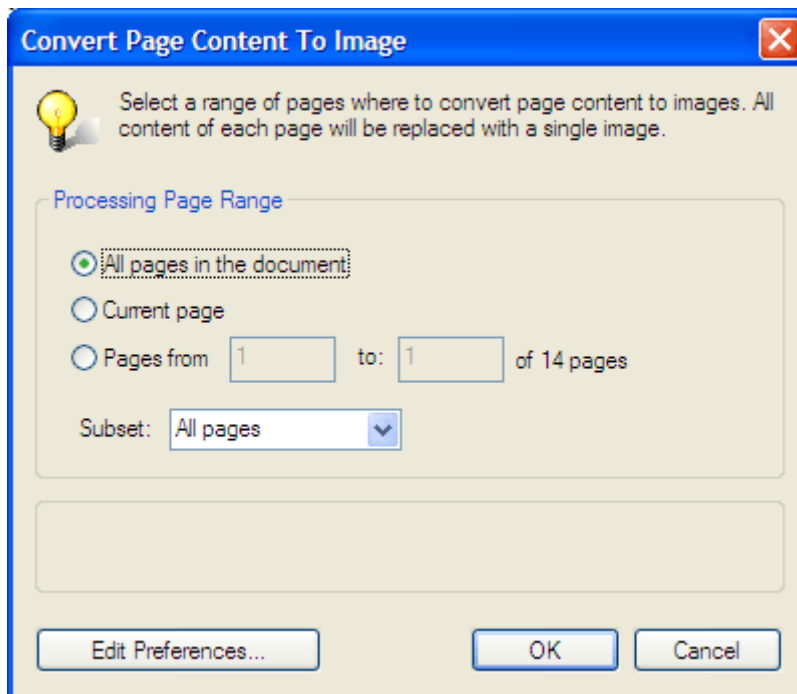 Convert Page Content To Image
Select a range of pages where to convert page content to images. All
content of each page will be replaced with a single image.
Processing Page Range
All pages in the document
Current page
Pages from 1 to: 1 of 14 pages
Subset: All pages
Edit Preferences... OK Cancel